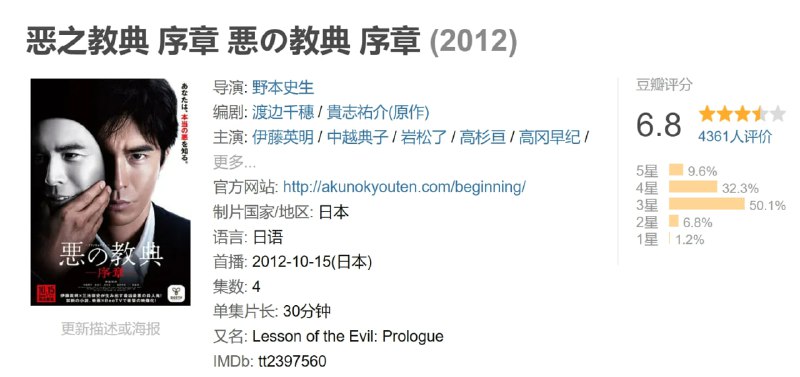 恶之教典 序章 悪の教典 序章 (2012)
あなたは、本当の悪を知る。
悪の教典
序章
10.15
导演: 野本史生
编剧: 渡边千穗 / 貴志祐介(原作)
主演: 伊藤英明 / 中越典子 / 岩松了 / 高杉亘 / 高冈早纪 /
更多...
官方网站: http://akunokyouten.com/beginning/
制片国家/地区: 日本
语言: 日语
首播: 2012-10-15(日本)
集数: 4
单集片长: 30分钟
又名: Lesson of the Evil: Prologue
IMDb: tt2397560
更新描述或海报
豆瓣评分
6.8
4361人评价
5星 9.6%
4星 32.3%
3星 50.1%
2星 6.8%
1星 1.2%